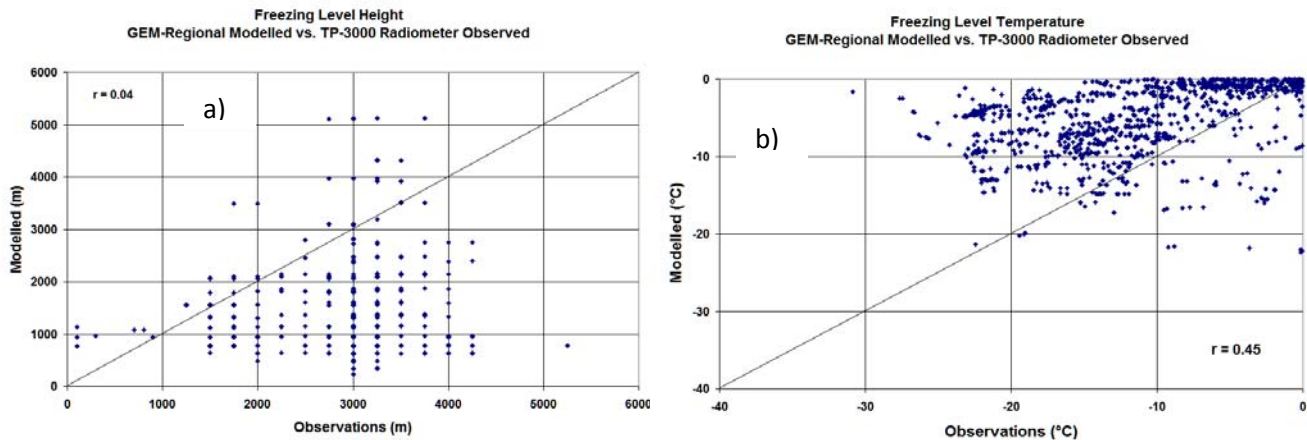 Freezing Level Height
GEM-Regional Modelled vs. TP-3000 Radiometer Observed
6000
5000
4000
3000
2000
1000
0
Modelled (m)
r = 0.04
a)
0 1000 2000 3000 4000 5000 6000
Observations (m)
Freezing Level Temperature
GEM-Regional Modelled vs. TP-3000 Radiometer Observed
0
-10
-20
-30
-40
Modelled (°C)
b)
r = 0.45
-40 -30 -20 -10 0
Observations (°C)